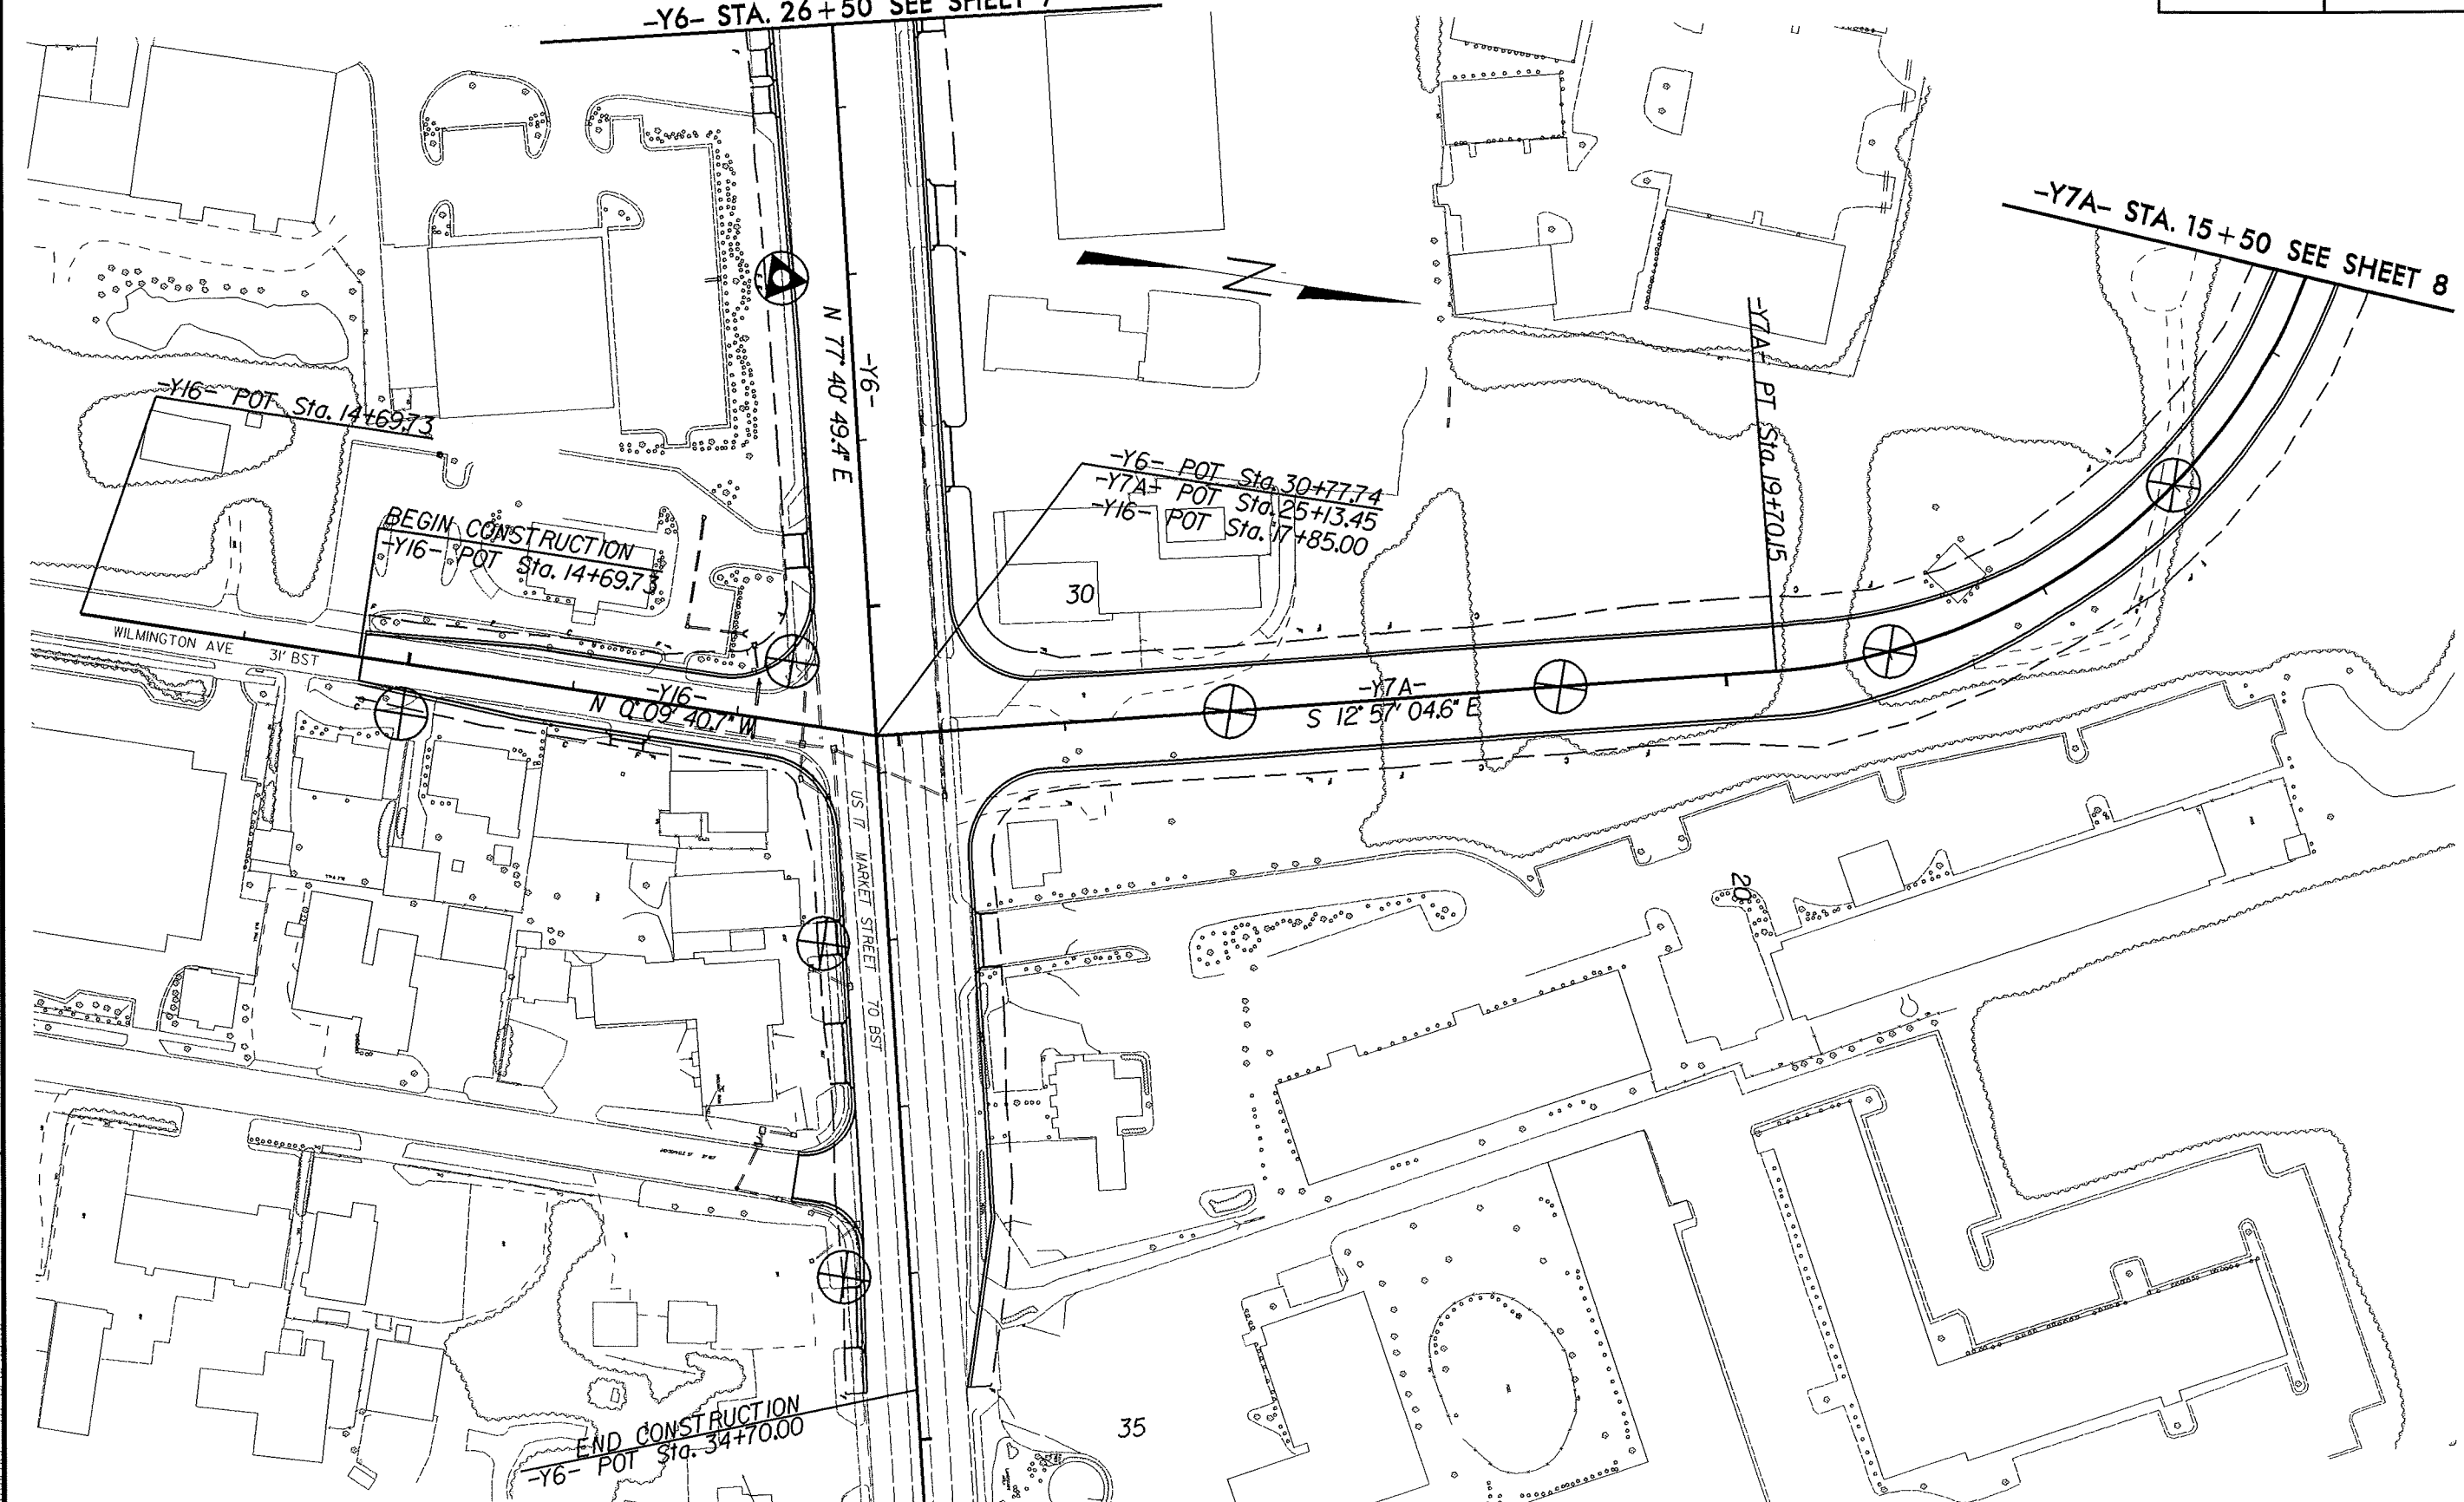 -Y6- STA. 26+50 SEE SHEET 7
-Y7A- STA. 15+50 SEE SHEET 8
N
N 77° 40' 49.4" E
-Y6-
-Y16- POT Sta. 14+69.73
-Y7A- PT Sta. 19+70.15
-Y6- POT Sta. 30+77.74
-Y7A- POT Sta. 25+13.45
-Y16- POT Sta. 17+85.00
BEGIN CONSTRUCTION
-Y16- POT Sta. 14+69.73
30
WILMINGTON AVE 31' BST
-Y16-
N 0° 09' 40.7" W
-Y7A-
S 12° 57' 04.6" E
US 17 MARKET STREET 70 BST
20
END CONSTRUCTION
-Y6- POT Sta. 34+70.00
35